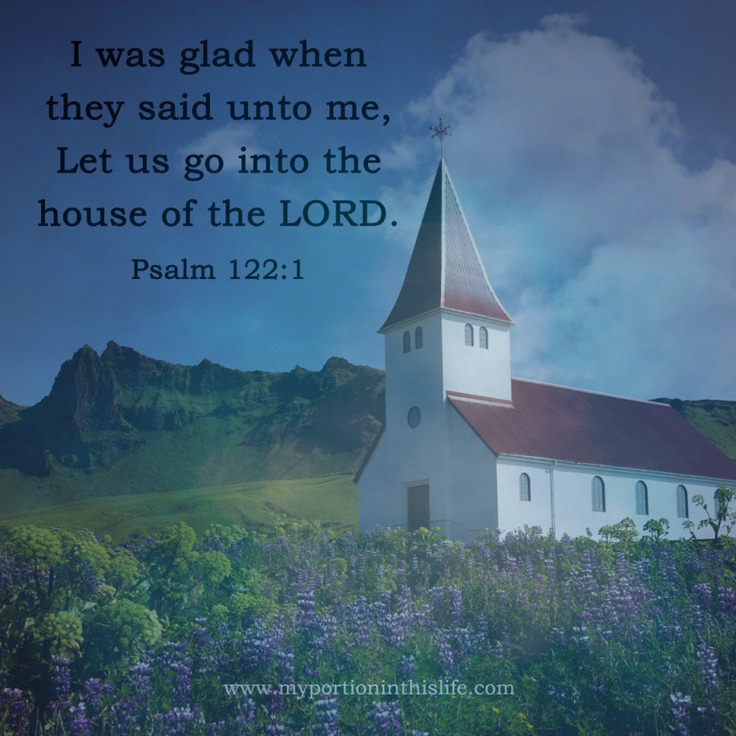 I was glad when
they said unto me,
Let us go into the
house of the LORD.
Psalm 122:1
www.myportioninthislife.com